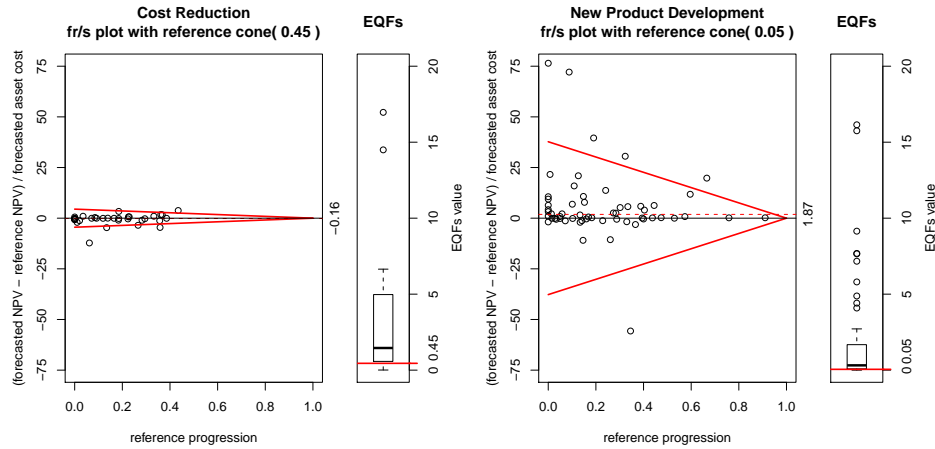 Cost Reduction
fr/s plot with reference cone( 0.45 )
(forecasted NPV − reference NPV) / forecasted asset cost
75
50
25
0
−25
−50
−75
−0.16
0.0 0.2 0.4 0.6 0.8 1.0
reference progression
EQFs
20
15
10
5
0.45
0
EQFs value
New Product Development
fr/s plot with reference cone( 0.05 )
(forecasted NPV − reference NPV) / forecasted asset cost
75
50
25
0
−25
−50
−75
1.87
0.0 0.2 0.4 0.6 0.8 1.0
reference progression
EQFs
20
15
10
5
0.05
0
EQFs value